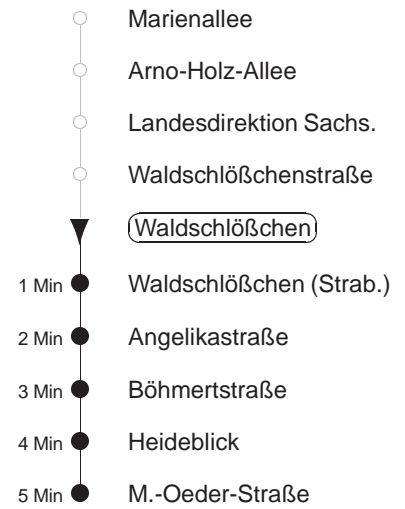 Marienallee
Arno-Holz-Allee
Landesdirektion Sachs.
Waldschlößchenstraße
Waldschlößchen
1 Min Waldschlößchen (Strab.)
2 Min Angelikastraße
3 Min Böhmertstraße
4 Min Heideblick
5 Min M.-Oeder-Straße